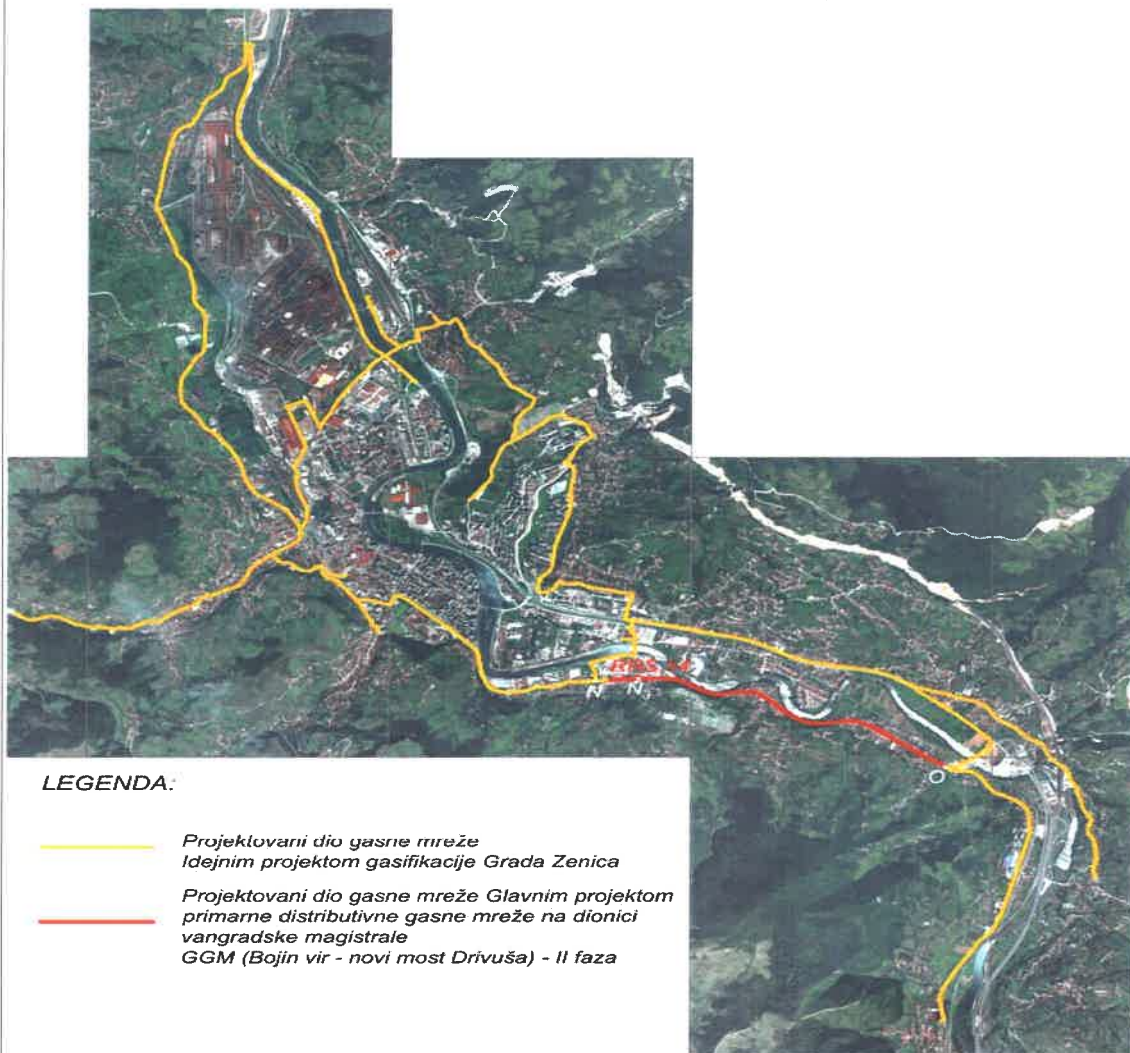 N N
O
LEGENDA:
Projektovani dio gasne mreže
Idejnim projektom gasifikacije Grada Zenica
Projektovani dio gasne mreže Glavnim projektom
primarne distributivne gasne mreže na dionici
vangradske magistrale
GGM (Bojin vir - novi most Drivuša) - II faza